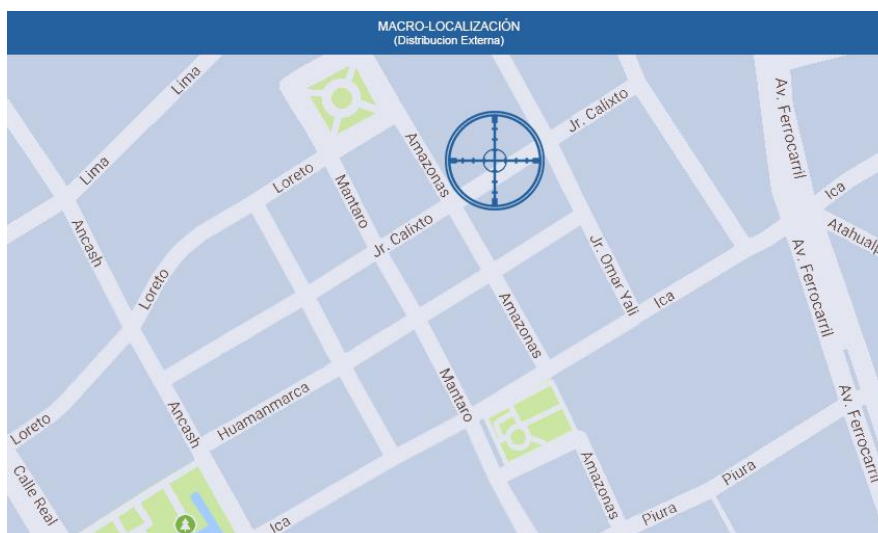 MACRO-LOCALIZACIÓN
(Distribucion Externa)
Lima
Av. Ferrocarril
Jr. Calixto
Amazonas
Lima
Loreto
Mantaro
Ica
Ancash
Jr. Calixto
Atahualp
Jr. Omar Yali
Av. Ferrocarril
Loreto
Ica
Amazonas
Mantaro
Huamanmarca
Av. Ferrocarril
Loreto
Ancash
Calle Real
Amazonas
Piura
Piura
Ica